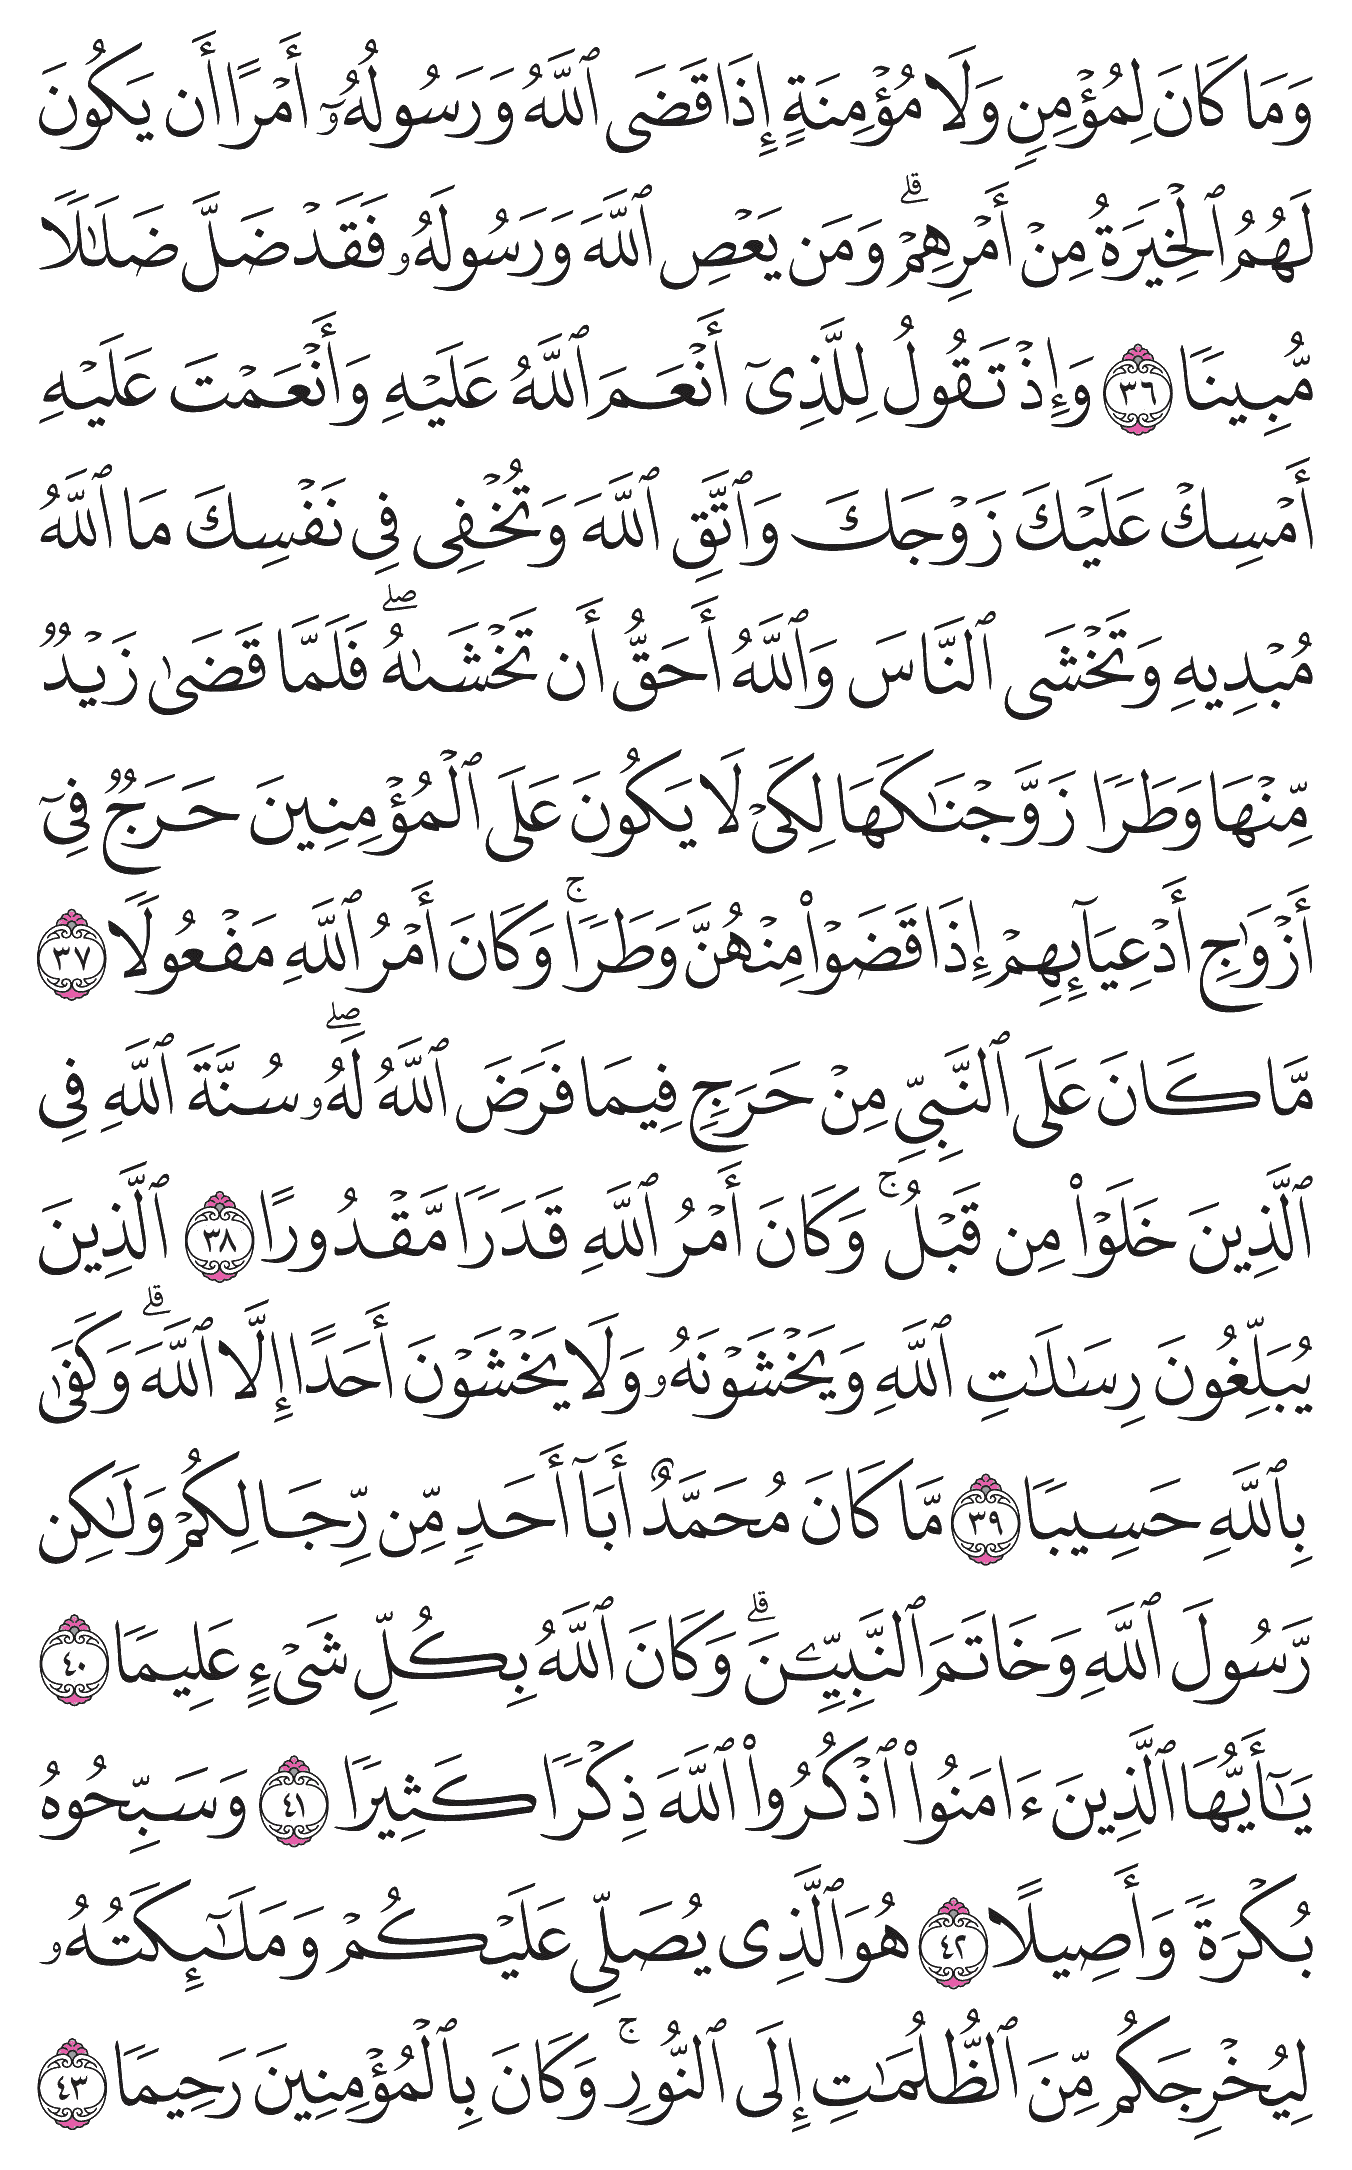 وَمَا كَانَ لِمُؤۡمِنٖ وَلَا مُؤۡمِنَةٍ إِذَا قَضَى ٱللَّهُ وَرَسُولُهُۥٓ أَمۡرًا أَن يَكُونَ
لَهُمُ ٱلۡخِيَرَةُ مِنۡ أَمۡرِهِمۡۗ وَمَن يَعۡصِ ٱللَّهَ وَرَسُولَهُۥ فَقَدۡ ضَلَّ ضَلَٰلٗا
مُّبِينٗا ٣٦ وَإِذۡ تَقُولُ لِلَّذِيٓ أَنۡعَمَ ٱللَّهُ عَلَيۡهِ وَأَنۡعَمۡتَ عَلَيۡهِ
أَمۡسِكۡ عَلَيۡكَ زَوۡجَكَ وَٱتَّقِ ٱللَّهَ وَتُخۡفِي فِي نَفۡسِكَ مَا ٱللَّهُ
مُبۡدِيهِ وَتَخۡشَى ٱلنَّاسَ وَٱللَّهُ أَحَقُّ أَن تَخۡشَىٰهُۖ فَلَمَّا قَضَىٰ زَيۡدٞ
مِّنۡهَا وَطَرٗا زَوَّجۡنَٰكَهَا لِكَيۡ لَا يَكُونَ عَلَى ٱلۡمُؤۡمِنِينَ حَرَجٞ فِيٓ
أَزۡوَٰجِ أَدۡعِيَآئِهِمۡ إِذَا قَضَوۡاْ مِنۡهُنَّ وَطَرٗاۚ وَكَانَ أَمۡرُ ٱللَّهِ مَفۡعُولٗا ٣٧
مَّا كَانَ عَلَى ٱلنَّبِيِّ مِنۡ حَرَجٖ فِيمَا فَرَضَ ٱللَّهُ لَهُۥۖ سُنَّةَ ٱللَّهِ فِي
ٱلَّذِينَ خَلَوۡاْ مِن قَبۡلُۚ وَكَانَ أَمۡرُ ٱللَّهِ قَدَرٗا مَّقۡدُورًا ٣٨ ٱلَّذِينَ
يُبَلِّغُونَ رِسَٰلَٰتِ ٱللَّهِ وَيَخۡشَوۡنَهُۥ وَلَا يَخۡشَوۡنَ أَحَدًا إِلَّا ٱللَّهَۗ وَكَفَىٰ
بِٱللَّهِ حَسِيبٗا ٣٩ مَّا كَانَ مُحَمَّدٌ أَبَآ أَحَدٖ مِّن رِّجَالِكُمۡ وَلَٰكِن
رَّسُولَ ٱللَّهِ وَخَاتَمَ ٱلنَّبِيِّـۧنَۗ وَكَانَ ٱللَّهُ بِكُلِّ شَيۡءٍ عَلِيمٗا ٤٠
يَٰٓأَيُّهَا ٱلَّذِينَ ءَامَنُواْ ٱذۡكُرُواْ ٱللَّهَ ذِكۡرٗا كَثِيرٗا ٤١ وَسَبِّحُوهُ
بُكۡرَةٗ وَأَصِيلًا ٤٢ هُوَ ٱلَّذِي يُصَلِّي عَلَيۡكُمۡ وَمَلَٰٓئِكَتُهُۥ
لِيُخۡرِجَكُم مِّنَ ٱلظُّلُمَٰتِ إِلَى ٱلنُّورِۚ وَكَانَ بِٱلۡمُؤۡمِنِينَ رَحِيمٗا ٤٣